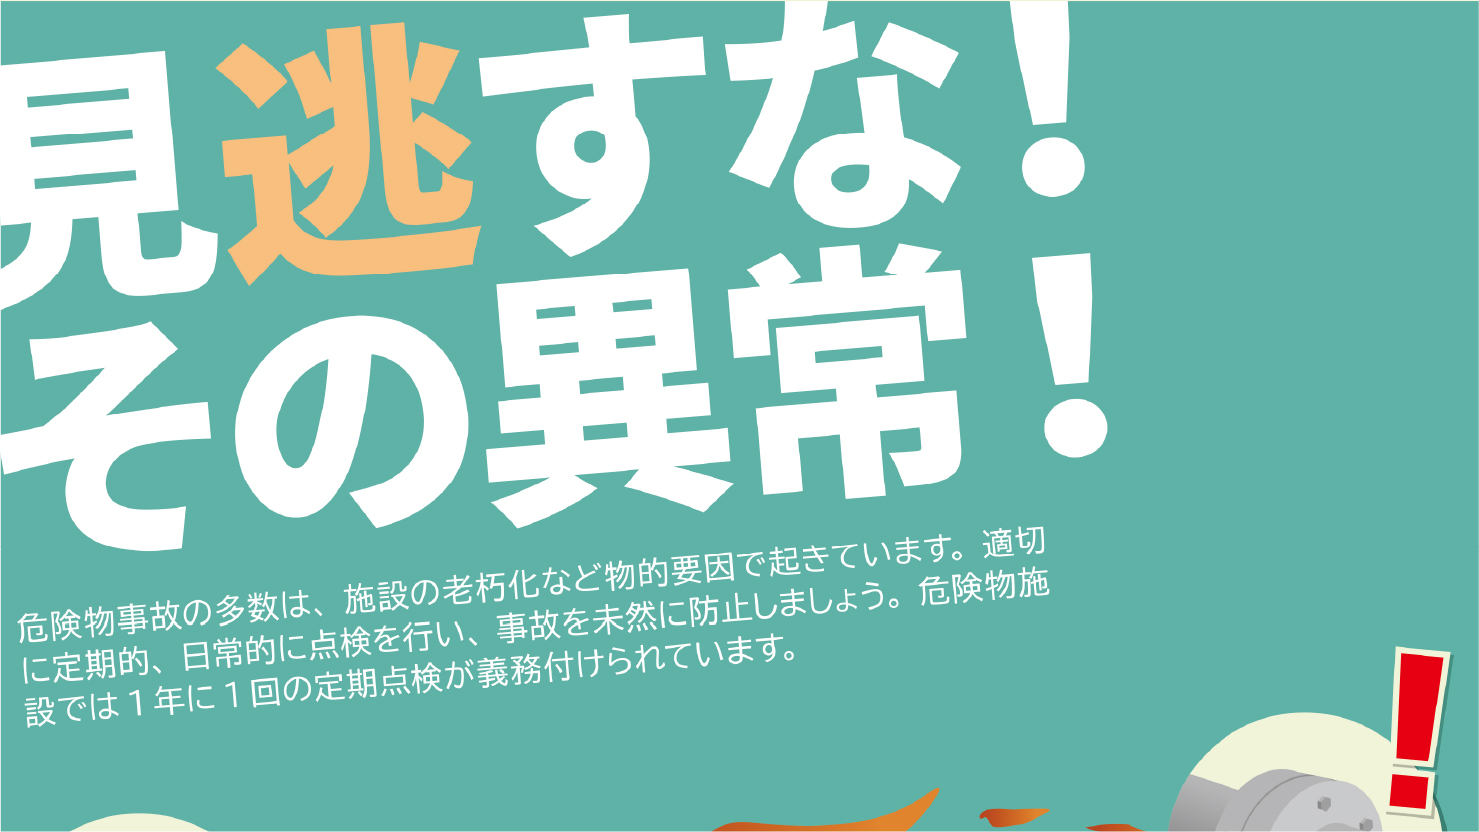 見逃すな!
その異常!
危険物事故の多数は、施設の老朽化など物的要因で起きています。適切
に定期的、日常的に点検を行い、事故を未然に防止しましょう。危険物施
設では1年に1回の定期点検が義務付けられています。
!